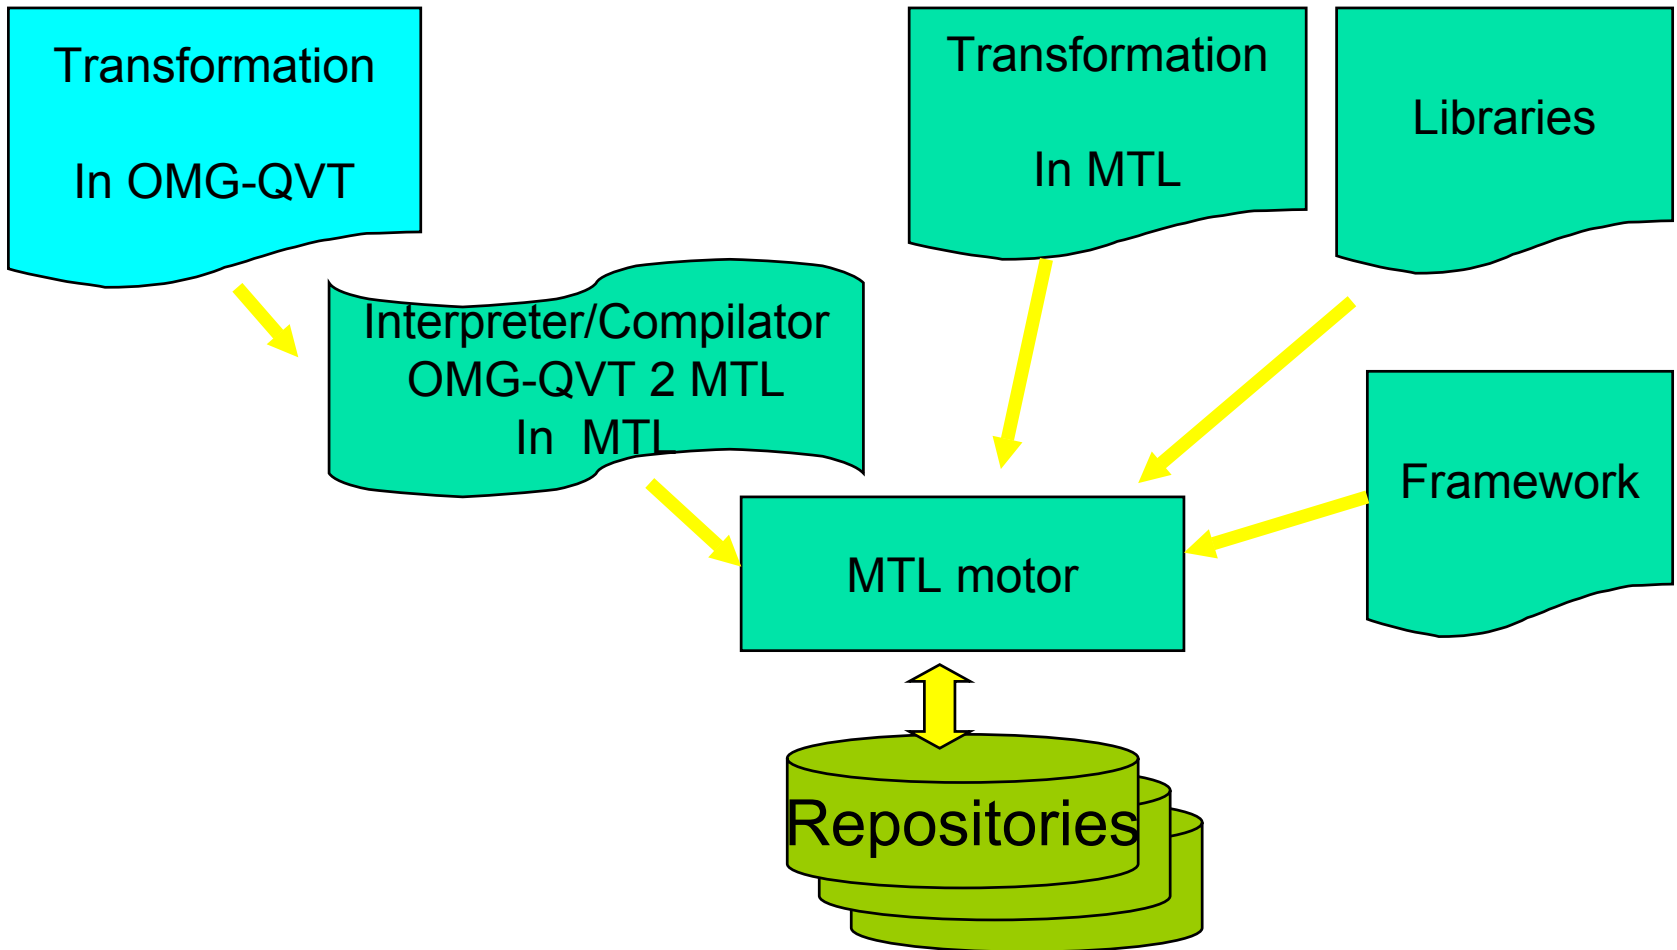 Transformation
In OMG-QVT
Transformation
In MTL
Libraries
Interpreter/Compilator
OMG-QVT 2 MTL
In MTL
Framework
MTL motor
Repositories